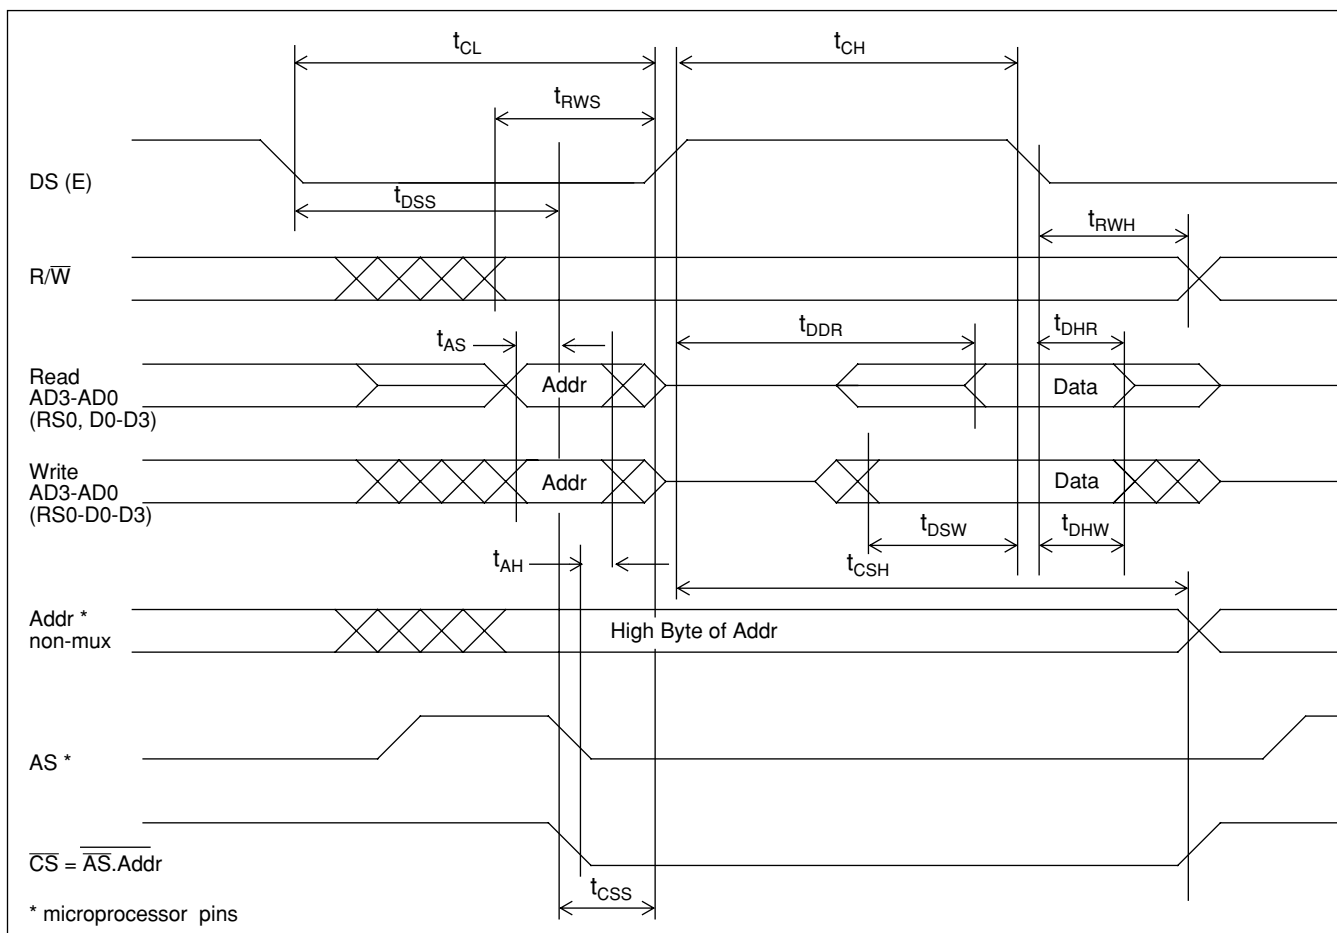 tCL
tCH
tRWS
DS (E)
tDSS
tRWH
R/W̅
tAS
tDDR
tDHR
Read
AD3-AD0
(RS0, D0-D3)
Addr
Data
Write
AD3-AD0
(RS0-D0-D3)
Addr
Data
tDSW
tDHW
tAH
tCSH
Addr *
non-mux
High Byte of Addr
AS *
C̅S̅ = A̅S̅.Addr
tCSS
* microprocessor pins